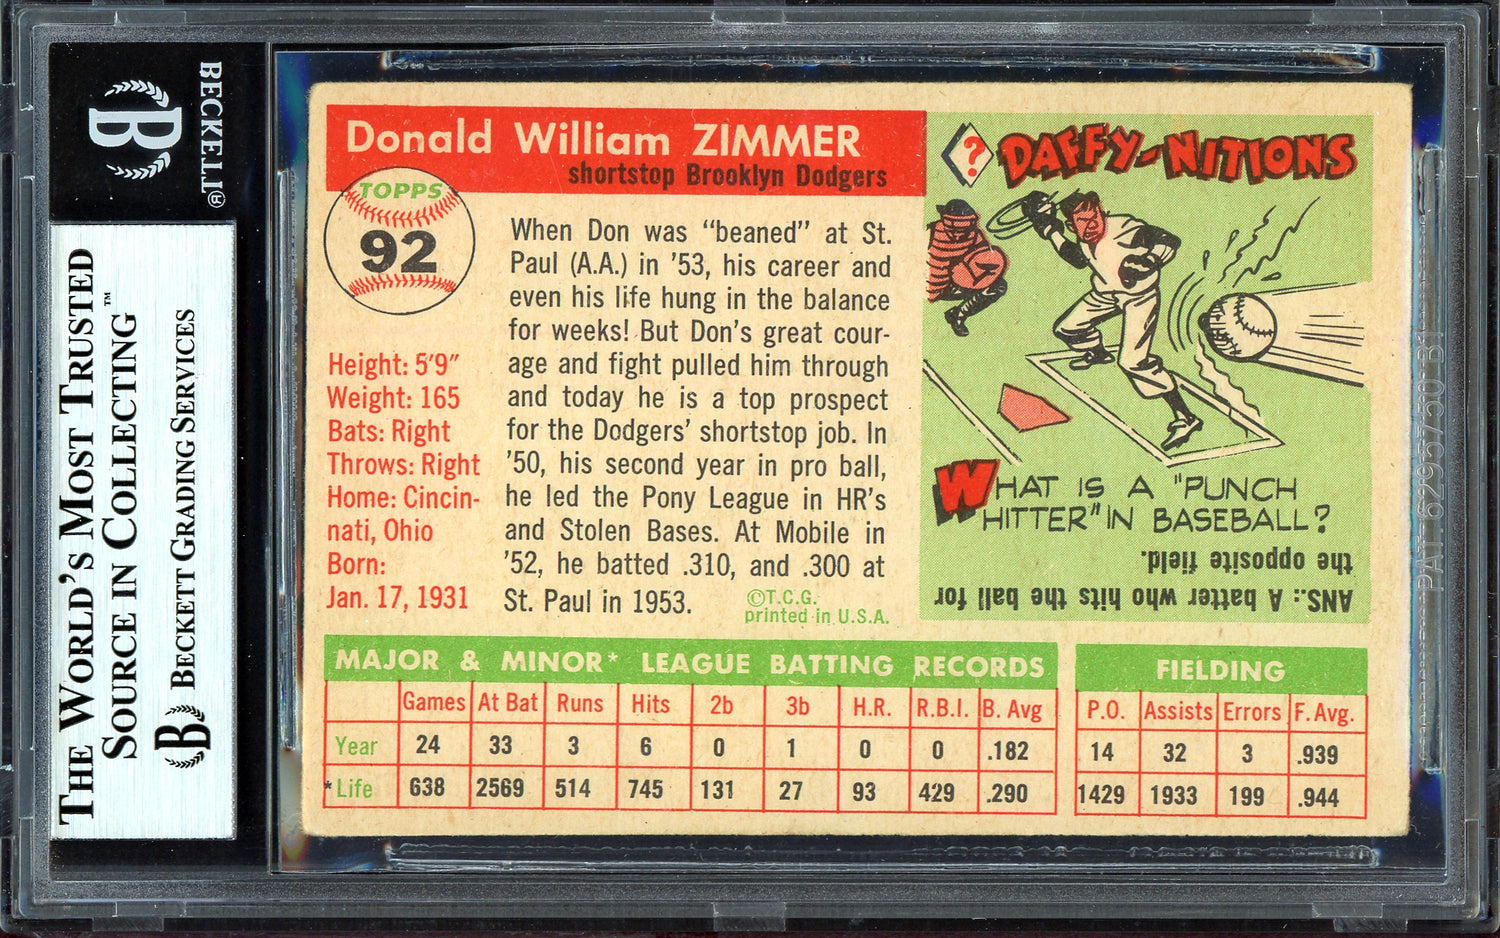 BECKETT®
THE WORLD'S MOST TRUSTED
SOURCE IN COLLECTING™
BECKETT GRADING SERVICES
B
B
Donald William ZIMMER
shortstop Brooklyn Dodgers
TOPPS
92
Height: 5'9"
Weight: 165
Bats: Right
Throws: Right
Home: Cincin-
nati, Ohio
Born:
Jan. 17, 1931
When Don was "beaned" at St.
Paul (A.A.) in '53, his career and
even his life hung in the balance
for weeks! But Don's great cour-
age and fight pulled him through
and today he is a top prospect
for the Dodgers' shortstop job. In
'50, his second year in pro ball,
he led the Pony League in HR's
and Stolen Bases. At Mobile in
'52, he batted .310, and .300 at
St. Paul in 1953.
©T.C.G.
printed in U.S.A.
? DAFFY-NITIONS
WHAT IS A "PUNCH
HITTER" IN BASEBALL?
ANS.: A batter who hits the ball for
the opposite field.
MAJOR & MINOR* LEAGUE BATTING RECORDS
Games At Bat Runs Hits 2b 3b H.R. R.B.I. B. Avg
Year 24 33 3 6 0 1 0 0 .182
*Life 638 2569 514 745 131 27 93 429 .290
FIELDING
P.O. Assists Errors F. Avg.
14 32 3 .939
1429 1933 199 .944
PAT 6295750 B1